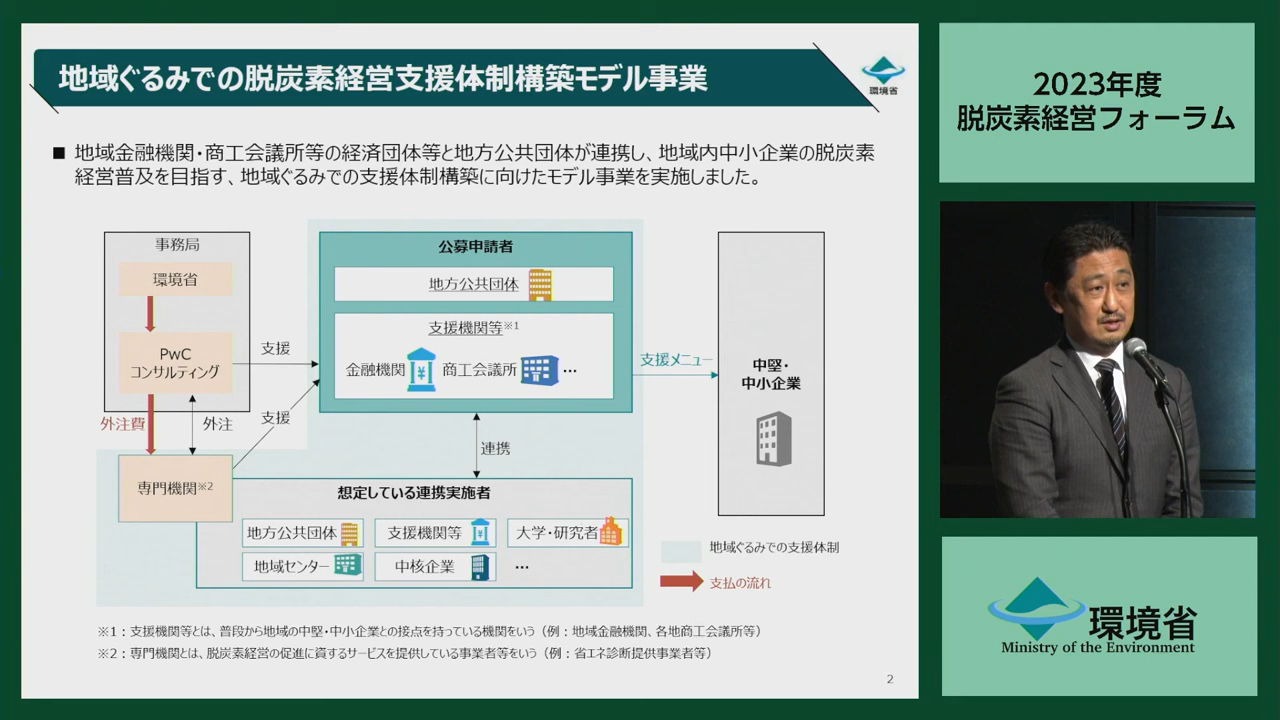 地域ぐるみでの脱炭素経営支援体制構築モデル事業
環境省
■ 地域金融機関・商工会議所等の経済団体等と地方公共団体が連携し、地域内中小企業の脱炭素
経営普及を目指す、地域ぐるみでの支援体制構築に向けたモデル事業を実施しました。
事務局
環境省
PwC
コンサルティング
外注費
外注
支援
支援
専門機関※2
公募申請者
地方公共団体
支援機関等※1
金融機関
商工会議所
…
連携
支援メニュー
中堅・
中小企業
想定している連携実施者
地方公共団体
支援機関等
大学・研究者
地域センター
中核企業
…
地域ぐるみでの支援体制
支払の流れ
※1：支援機関等とは、普段から地域の中堅・中小企業との接点を持っている機関をいう（例：地域金融機関、各地商工会議所等）
※2：専門機関とは、脱炭素経営の促進に資するサービスを提供している事業者等をいう（例：省エネ診断提供事業者等）
2
2023年度
脱炭素経営フォーラム
環境省
Ministry of the Environment